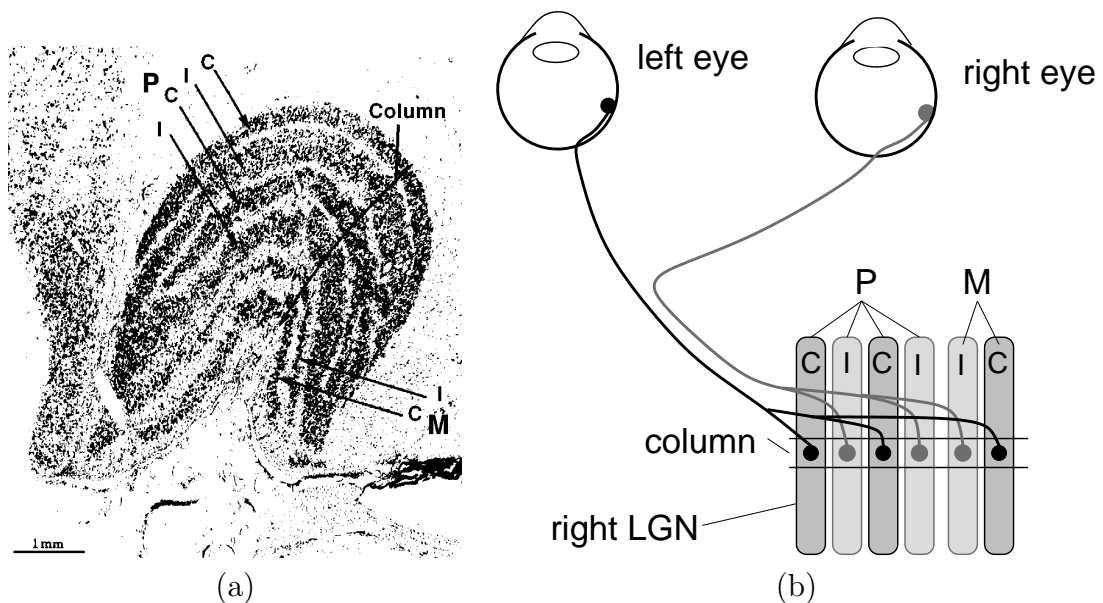 C
I
P
C
I
Column
I
C
M
1mm
(a)
left eye
right eye
P
M
C I C I I C
column
right LGN
(b)